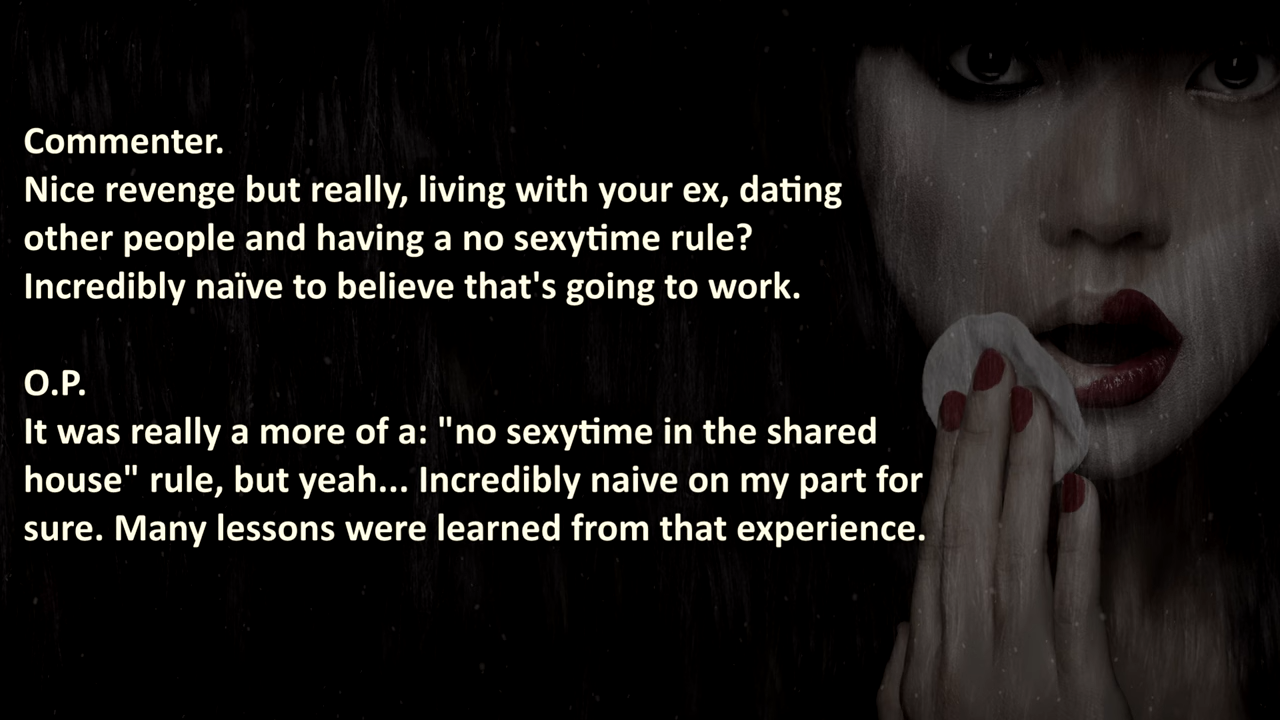 Commenter.
Nice revenge but really, living with your ex, dating
other people and having a no sexytime rule?
Incredibly naïve to believe that's going to work.
O.P.
It was really a more of a: "no sexytime in the shared
house" rule, but yeah... Incredibly naive on my part for
sure. Many lessons were learned from that experience.